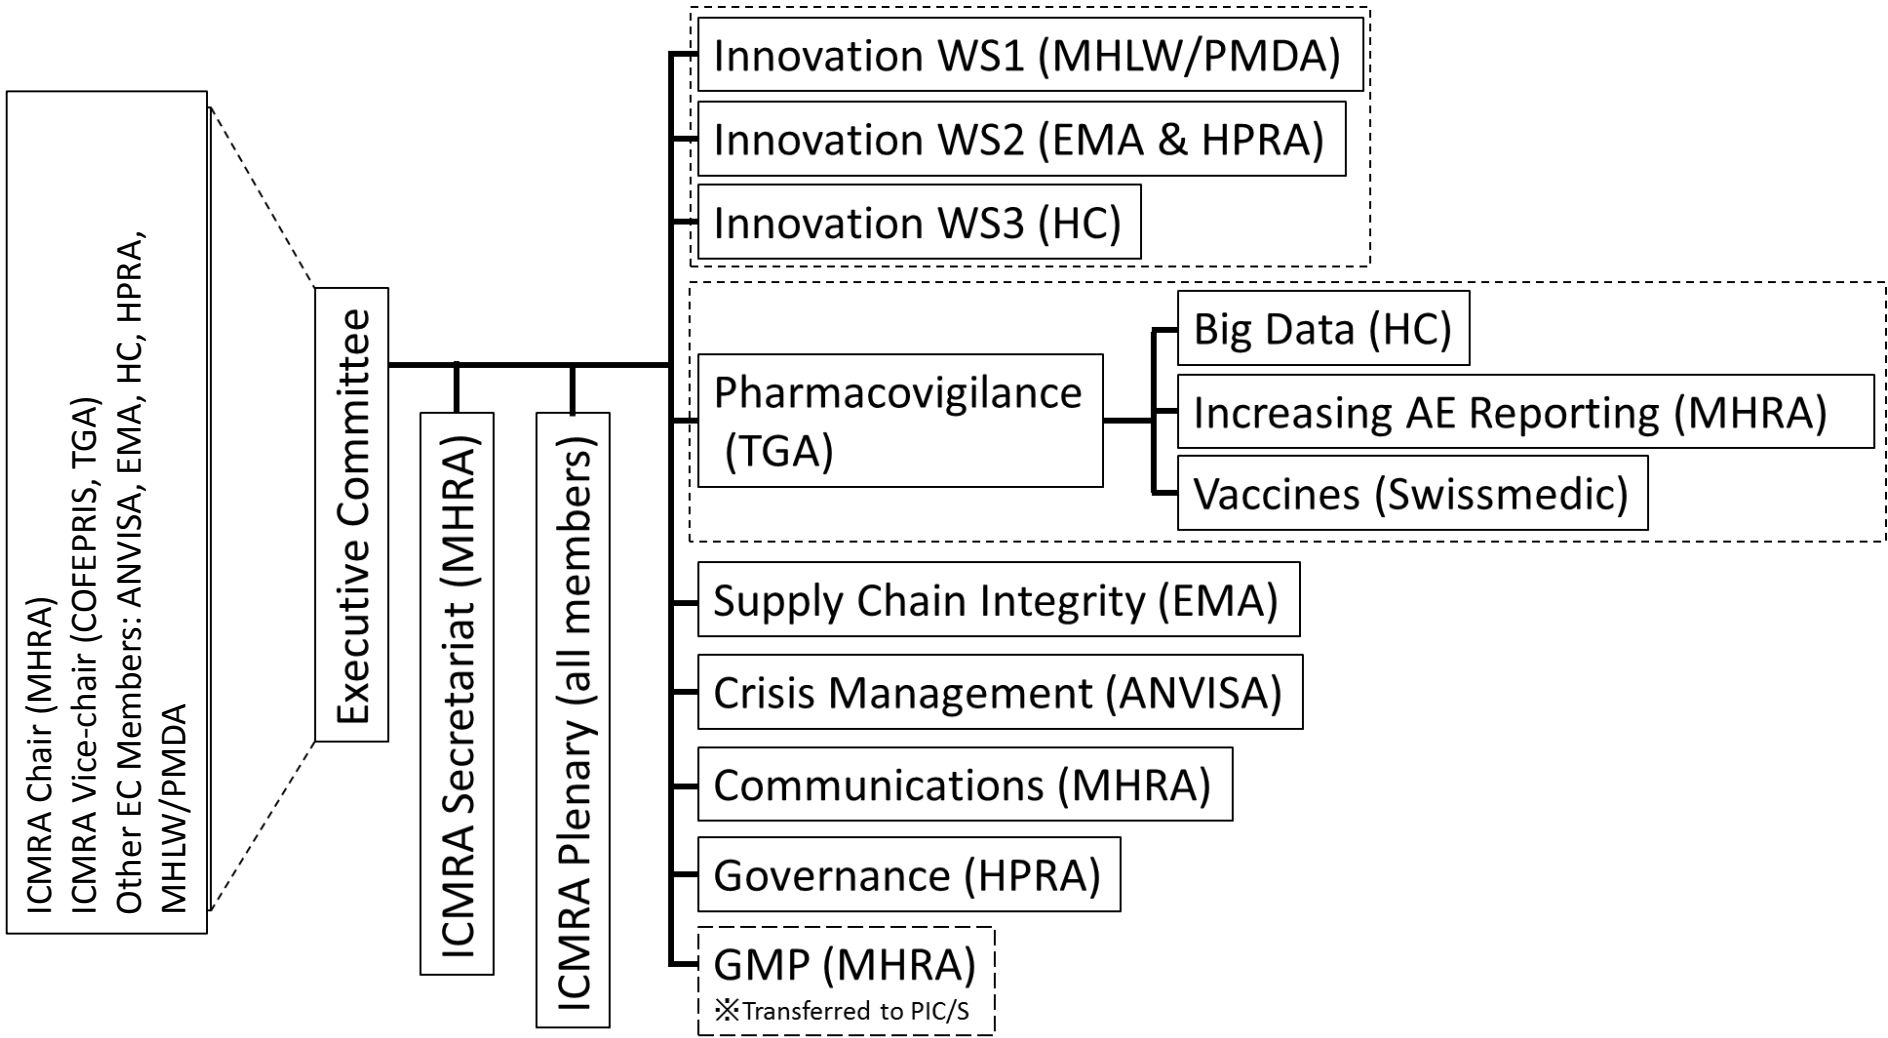 ICMRA Chair (MHRA)
ICMRA Vice-chair (COFEPRIS, TGA)
Other EC Members: ANVISA, EMA, HC, HPRA,
MHLW/PMDA
Executive Committee
ICMRA Secretariat (MHRA)
ICMRA Plenary (all members)
Innovation WS1 (MHLW/PMDA)
Innovation WS2 (EMA & HPRA)
Innovation WS3 (HC)
Pharmacovigilance
(TGA)
Big Data (HC)
Increasing AE Reporting (MHRA)
Vaccines (Swissmedic)
Supply Chain Integrity (EMA)
Crisis Management (ANVISA)
Communications (MHRA)
Governance (HPRA)
GMP (MHRA)
※Transferred to PIC/S